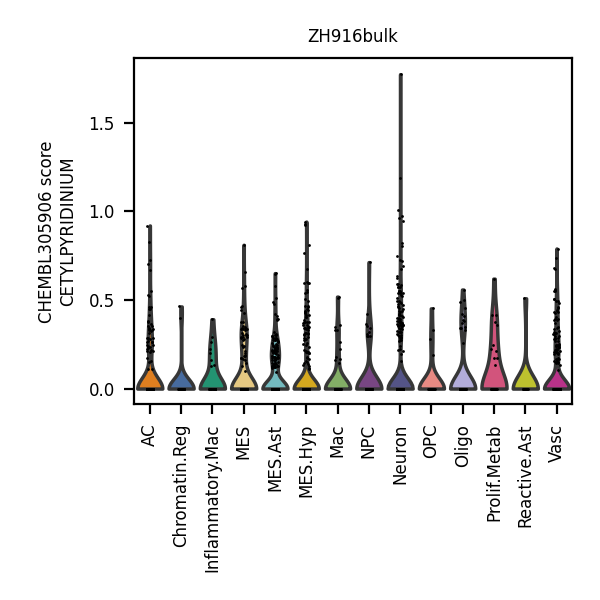 ZH916bulk
CHEMBL305906 score
CETYLPYRIDINIUM
1.5
1.0
0.5
0.0
AC
Chromatin.Reg
Inflammatory.Mac
MES
MES.Ast
MES.Hyp
Mac
NPC
Neuron
OPC
Oligo
Prolif.Metab
Reactive.Ast
Vasc